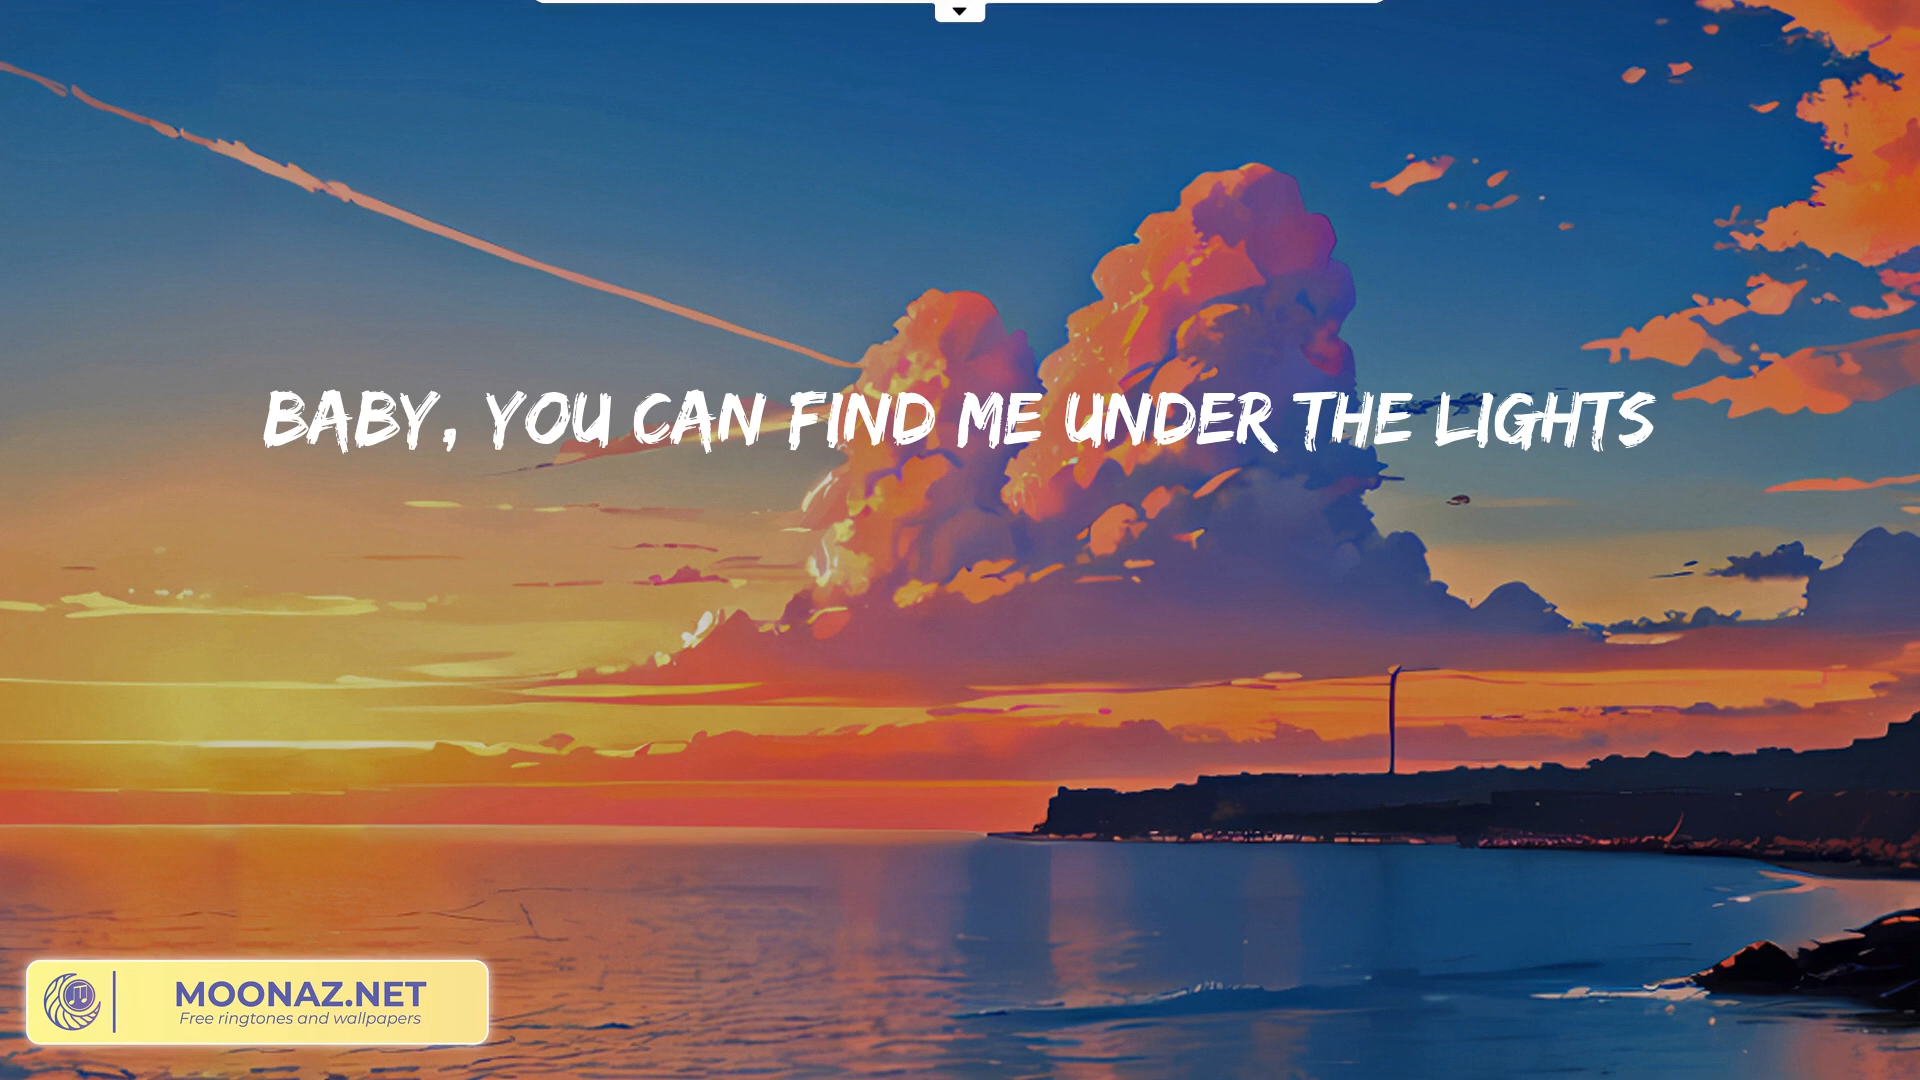 BABY, YOU CAN FIND ME UNDER THE LIGHTS
MOONAZ.NET
Free ringtones and wallpapers